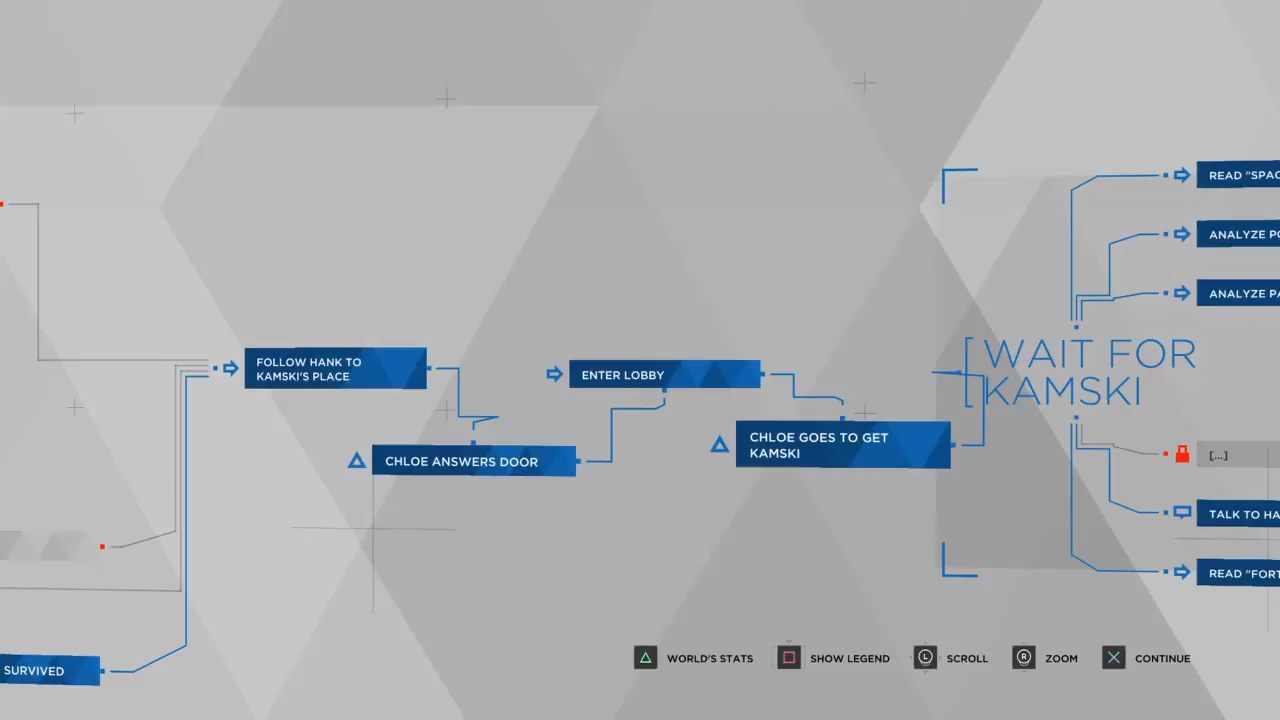 READ "SPAC
ANALYZE PO
ANALYZE PA
FOLLOW HANK TO
KAMSKI'S PLACE
ENTER LOBBY
WAIT FOR
KAMSKI
CHLOE ANSWERS DOOR
CHLOE GOES TO GET
KAMSKI
[...]
TALK TO HA
READ "FORT
SURVIVED
WORLD'S STATS
SHOW LEGEND
L
SCROLL
R
ZOOM
CONTINUE